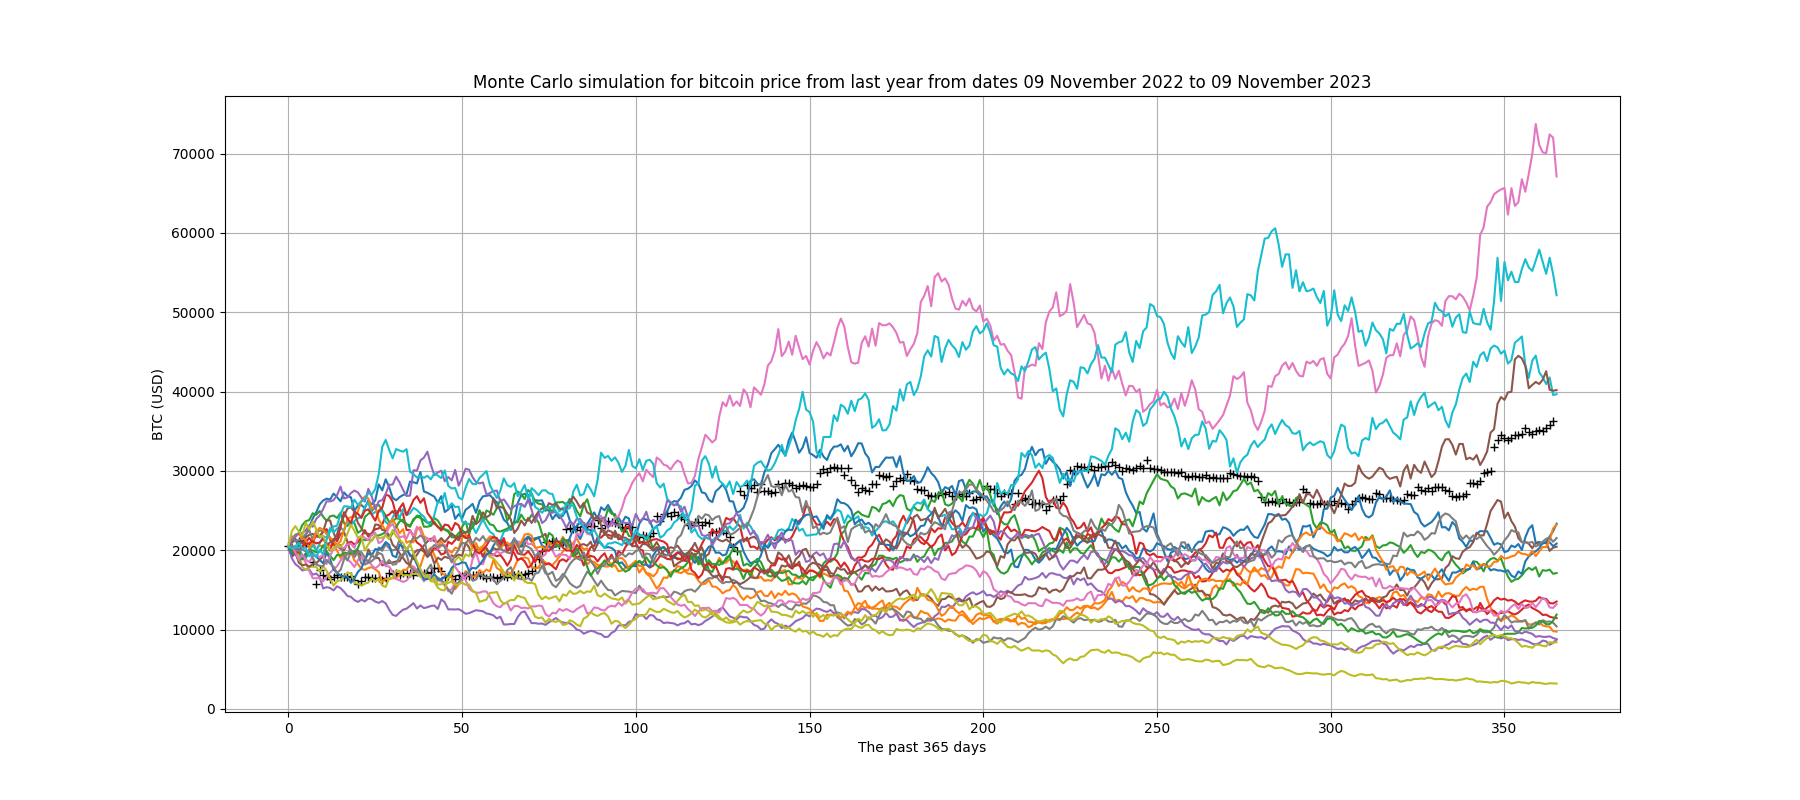 Monte Carlo simulation for bitcoin price from last year from dates 09 November 2022 to 09 November 2023
70000
60000
50000
40000
30000
20000
10000
0
BTC (USD)
0 50 100 150 200 250 300 350
The past 365 days